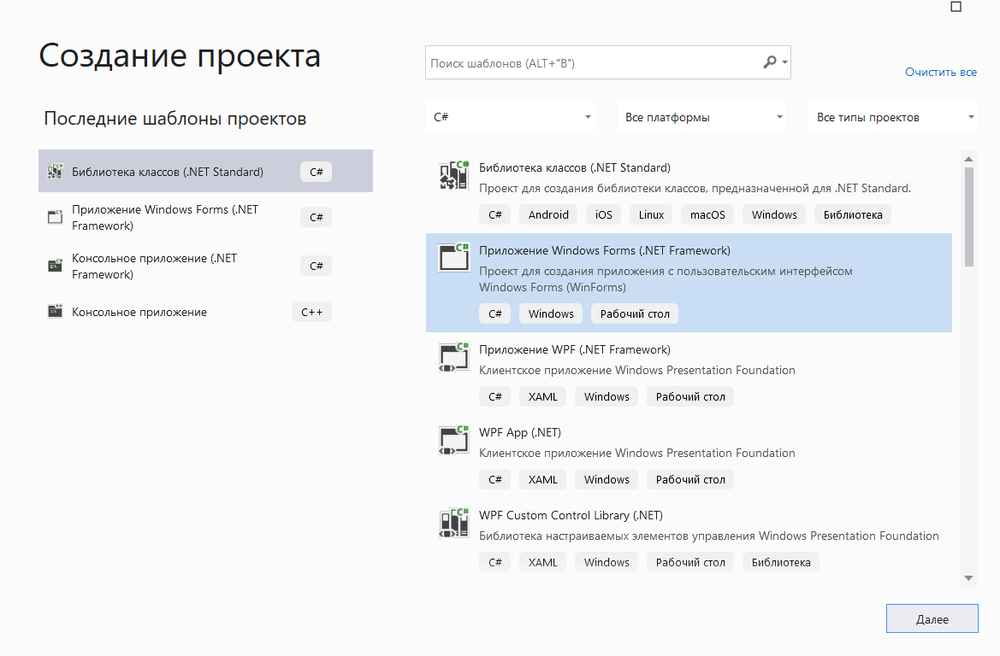 Создание проекта
Поиск шаблонов (ALT+"В")
Очистить все
Последние шаблоны проектов
C#
Все платформы
Все типы проектов
Библиотека классов (.NET Standard)
C#
Приложение Windows Forms (.NET
Framework)
C#
Консольное приложение (.NET
Framework)
C#
Консольное приложение
C++
Библиотека классов (.NET Standard)
Проект для создания библиотеки классов, предназначенной для .NET Standard.
C# Android iOS Linux macOS Windows Библиотека
Приложение Windows Forms (.NET Framework)
Проект для создания приложения с пользовательским интерфейсом
Windows Forms (WinForms)
C# Windows Рабочий стол
Приложение WPF (.NET Framework)
Клиентское приложение Windows Presentation Foundation
C# XAML Windows Рабочий стол
WPF App (.NET)
Клиентское приложение Windows Presentation Foundation
C# XAML Windows Рабочий стол
WPF Custom Control Library (.NET)
Библиотека настраиваемых элементов управления Windows Presentation Foundation
C# XAML Windows Рабочий стол Библиотека
Далее